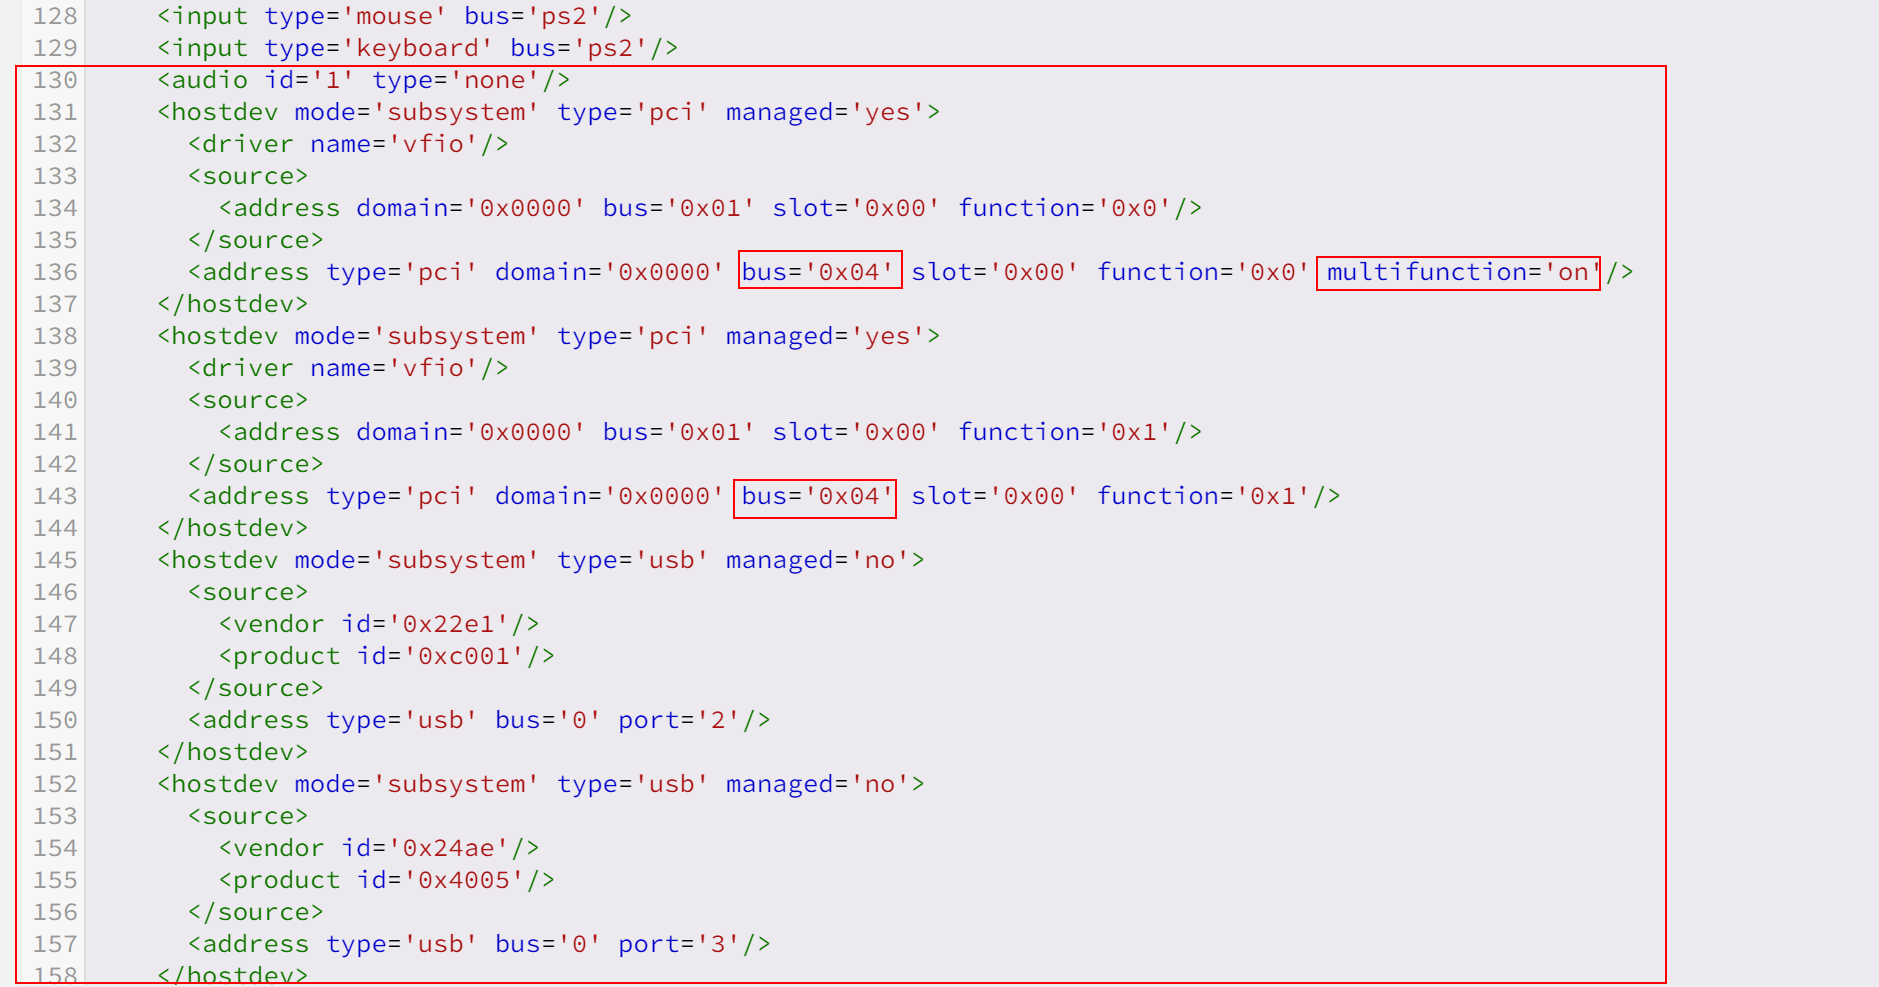 128 <input type='mouse' bus='ps2'/>
129 <input type='keyboard' bus='ps2'/>
130 <audio id='1' type='none'/>
131 <hostdev mode='subsystem' type='pci' managed='yes'>
132 <driver name='vfio'/>
133 <source>
134 <address domain='0x0000' bus='0x01' slot='0x00' function='0x0'/>
135 </source>
136 <address type='pci' domain='0x0000' bus='0x04' slot='0x00' function='0x0' multifunction='on'/>
137 </hostdev>
138 <hostdev mode='subsystem' type='pci' managed='yes'>
139 <driver name='vfio'/>
140 <source>
141 <address domain='0x0000' bus='0x01' slot='0x00' function='0x1'/>
142 </source>
143 <address type='pci' domain='0x0000' bus='0x04' slot='0x00' function='0x1'/>
144 </hostdev>
145 <hostdev mode='subsystem' type='usb' managed='no'>
146 <source>
147 <vendor id='0x22e1'/>
148 <product id='0xc001'/>
149 </source>
150 <address type='usb' bus='0' port='2'/>
151 </hostdev>
152 <hostdev mode='subsystem' type='usb' managed='no'>
153 <source>
154 <vendor id='0x24ae'/>
155 <product id='0x4005'/>
156 </source>
157 <address type='usb' bus='0' port='3'/>
158 </hostdev>